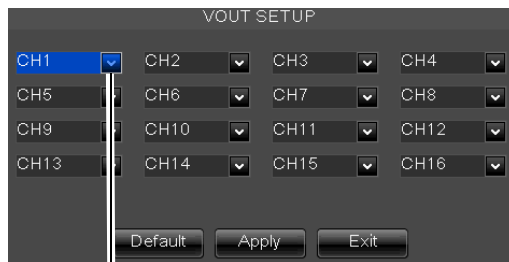 VOUT SETUP
CH1 CH2 CH3 CH4
CH5 CH6 CH7 CH8
CH9 CH10 CH11 CH12
CH13 CH14 CH15 CH16
Default Apply Exit